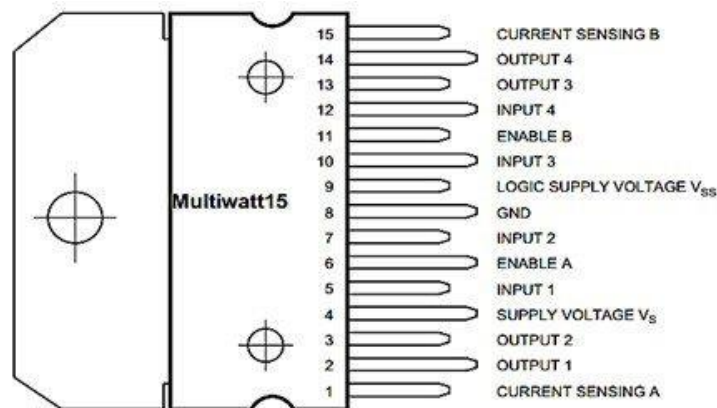 15 CURRENT SENSING B
14 OUTPUT 4
13 OUTPUT 3
12 INPUT 4
11 ENABLE B
10 INPUT 3
9 LOGIC SUPPLY VOLTAGE VSS
Multiwatt15
8 GND
7 INPUT 2
6 ENABLE A
5 INPUT 1
4 SUPPLY VOLTAGE VS
3 OUTPUT 2
2 OUTPUT 1
1 CURRENT SENSING A